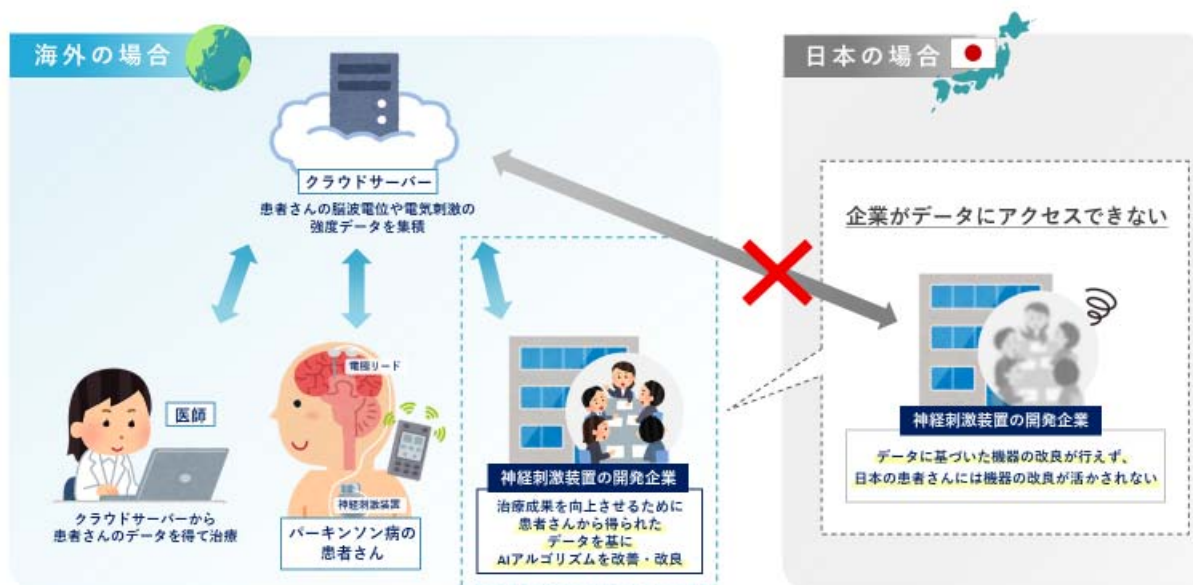 海外の場合
クラウドサーバー
患者さんの脳波電位や電気刺激の
強度データを集積
医師
クラウドサーバーから
患者さんのデータを得て治療
電極リード
神経刺激装置
パーキンソン病の
患者さん
神経刺激装置の開発企業
治療成果を向上させるために
患者さんから得られた
データを基に
AIアルゴリズムを改善・改良
日本の場合
企業がデータにアクセスできない
神経刺激装置の開発企業
データに基づいた機器の改良が行えず、
日本の患者さんには機器の改良が活かされない